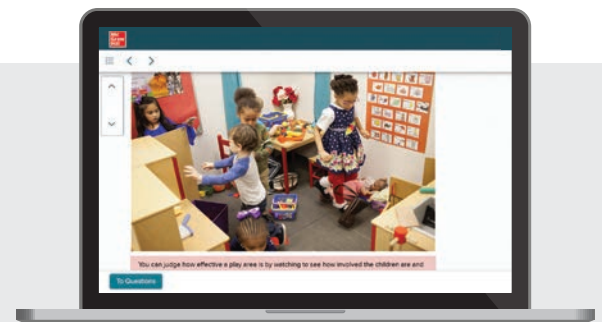 You can judge how effective a play area is by watching to see how involved the children are and
To Questions